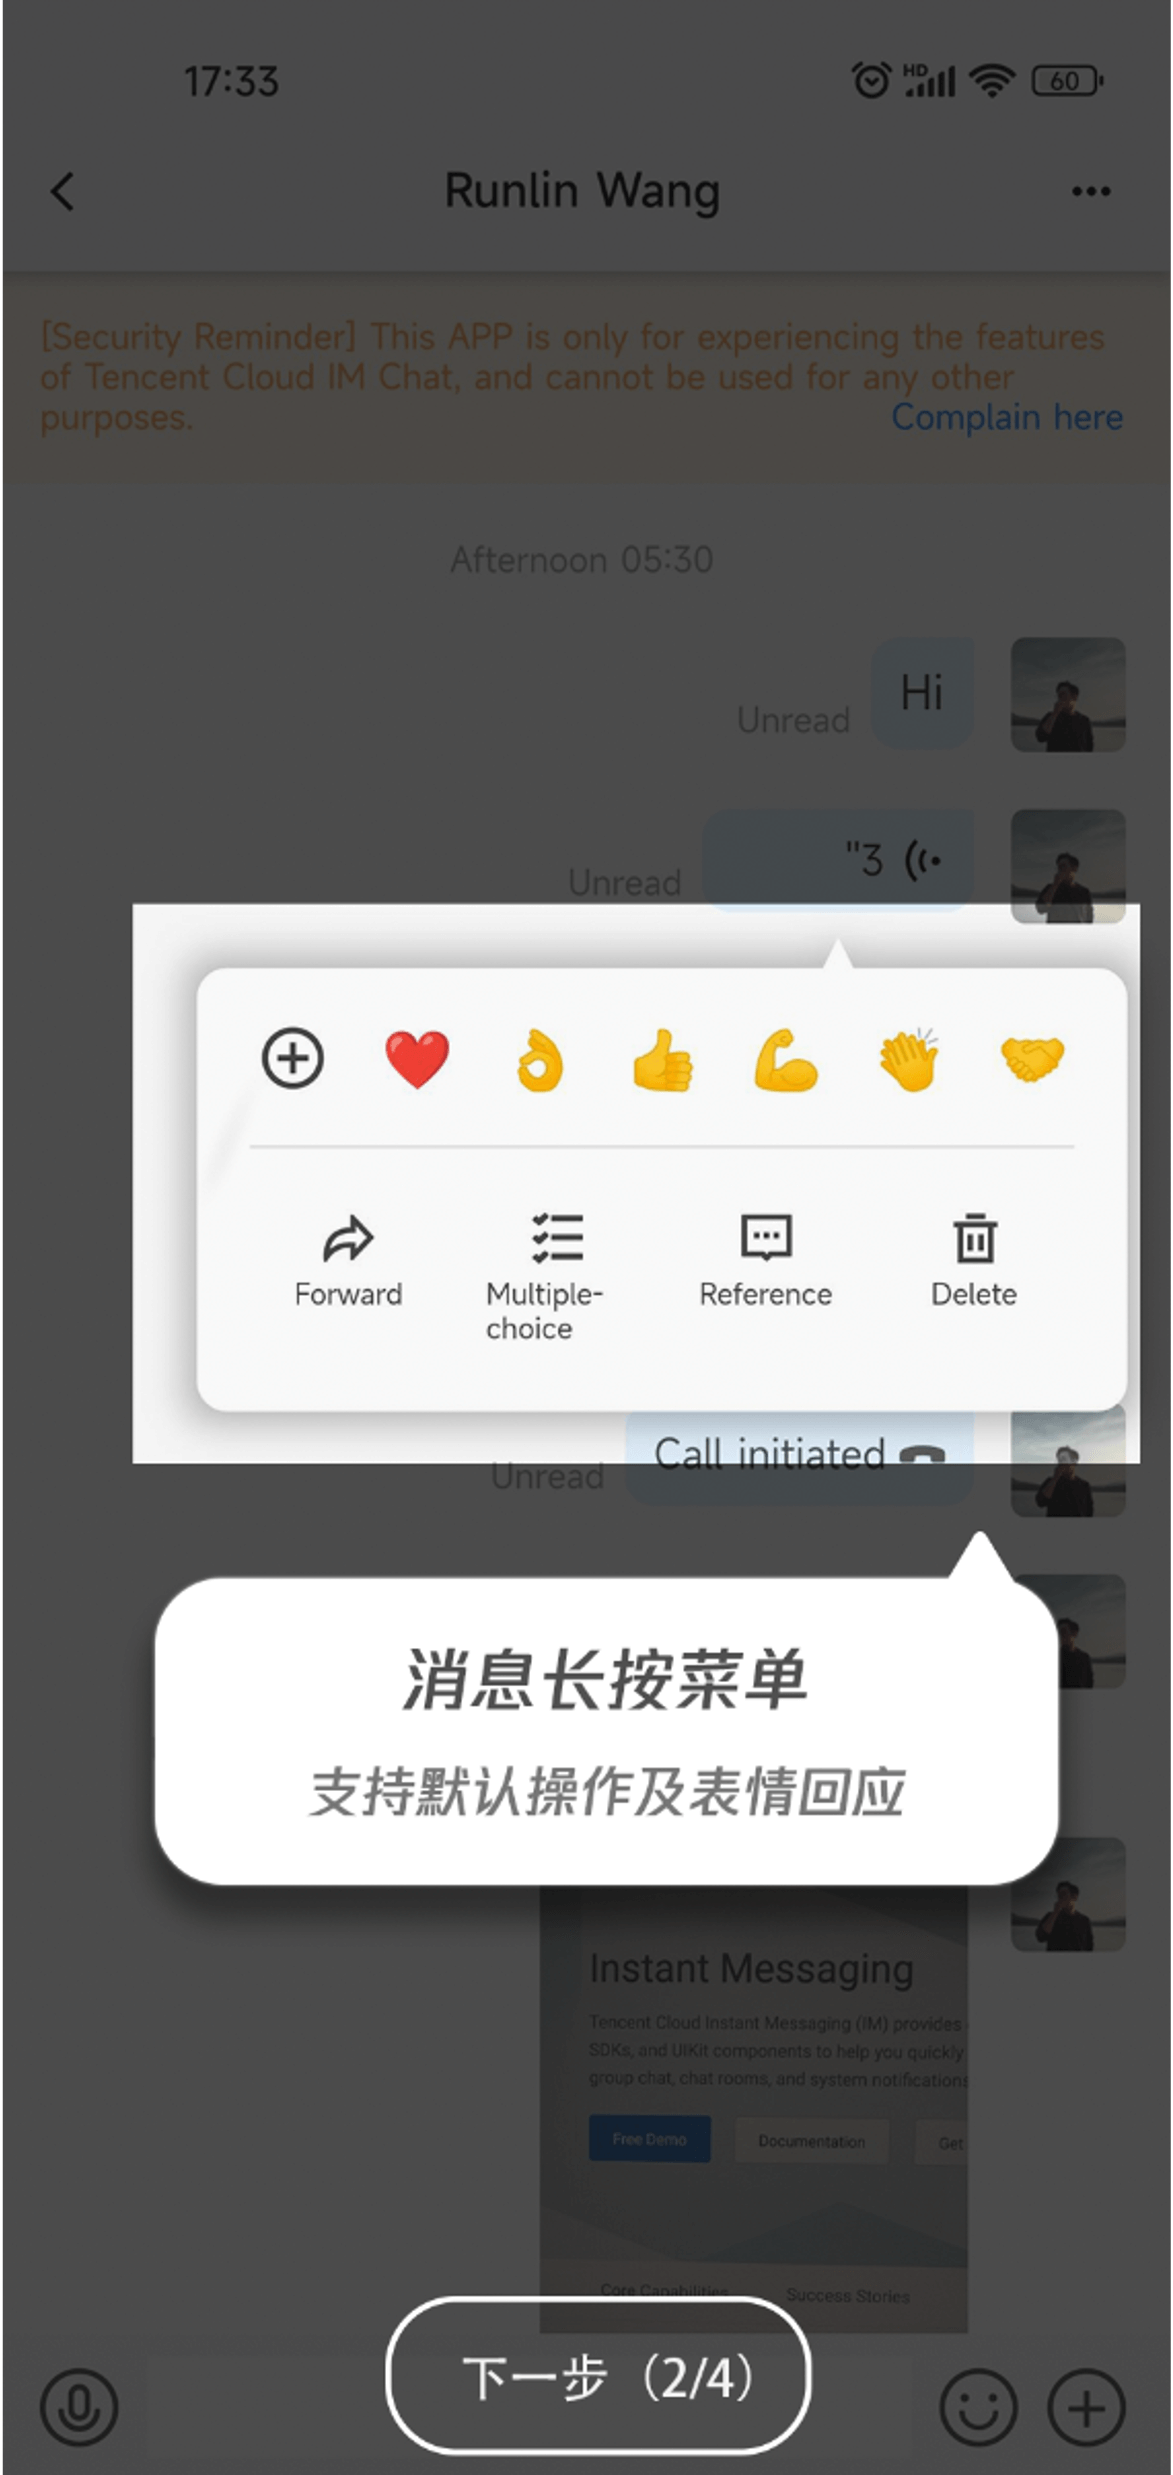 17:33
HD
60
Runlin Wang
[Security Reminder] This APP is only for experiencing the features
of Tencent Cloud IM Chat, and cannot be used for any other
purposes.
Complain here
Afternoon 05:30
Unread
Hi
Unread
"3
Forward
Multiple-
choice
Reference
Delete
Unread
Call initiated
消息长按菜单
支持默认操作及表情回应
Instant Messaging
Tencent Cloud Instant Messaging (IM) provides
SDKs, and UIKit components to help you quickly
group chat, chat rooms, and system notifications
Free Demo
Documentation
Get
Core Capabilities
Success Stories
下一步（2/4）